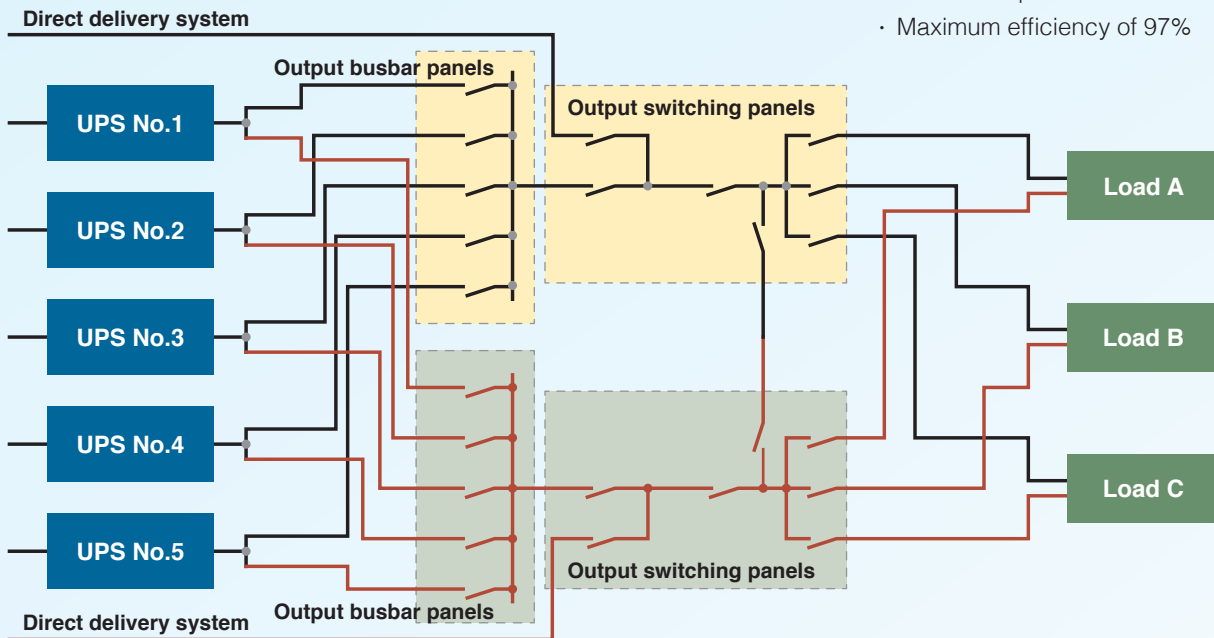 Direct delivery system
· Maximum efficiency of 97%
Output busbar panels
Output switching panels
UPS No.1
Load A
UPS No.2
UPS No.3
Load B
UPS No.4
Load C
UPS No.5
Output switching panels
Output busbar panels
Direct delivery system